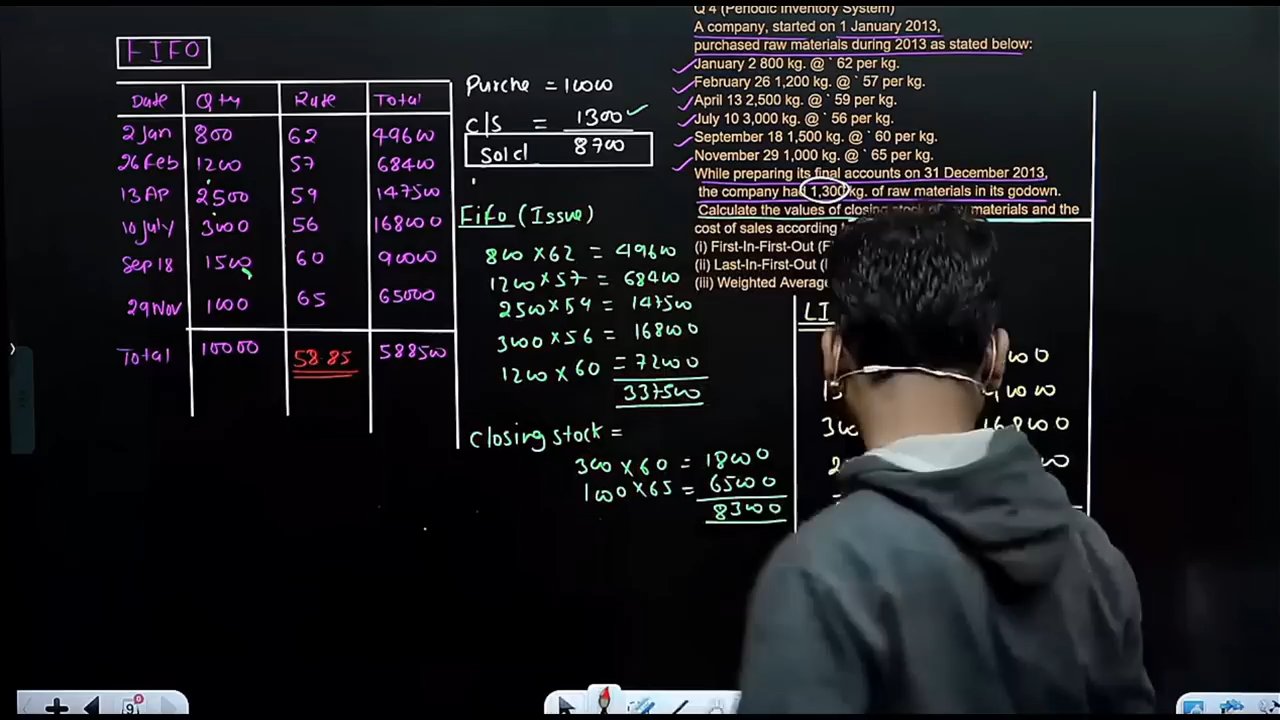 FIFO
Date Qty Rate Total
2 Jan 800 62 49600
26 Feb 1200 57 68400
13 AP 2500 59 147500
10 July 3000 56 168000
Sep 18 1500 60 90000
29 Nov 1000 65 65000
Total 10000 58.85 588500
Purche = 10000
C/S = 1300
Sold 8700
Fifo (Issue)
800 × 62 = 49600
1200 × 57 = 68400
2500 × 59 = 147500
3000 × 56 = 168000
1200 × 60 = 72000
337500
Closing stock =
300 × 60 = 18000
1000 × 65 = 65000
83000
Q 4 (Periodic Inventory System)
A company, started on 1 January 2013,
purchased raw materials during 2013 as stated below:
January 2 800 kg. @ ` 62 per kg.
February 26 1,200 kg. @ ` 57 per kg.
April 13 2,500 kg. @ ` 59 per kg.
July 10 3,000 kg. @ ` 56 per kg.
September 18 1,500 kg. @ ` 60 per kg.
November 29 1,000 kg. @ ` 65 per kg.
While preparing its final accounts on 31 December 2013,
the company had 1,300 kg. of raw materials in its godown.
Calculate the values of closing stock of materials and the
cost of sales according
(i) First-In-First-Out (F
(ii) Last-In-First-Out (
(iii) Weighted Average
LI
16800 0